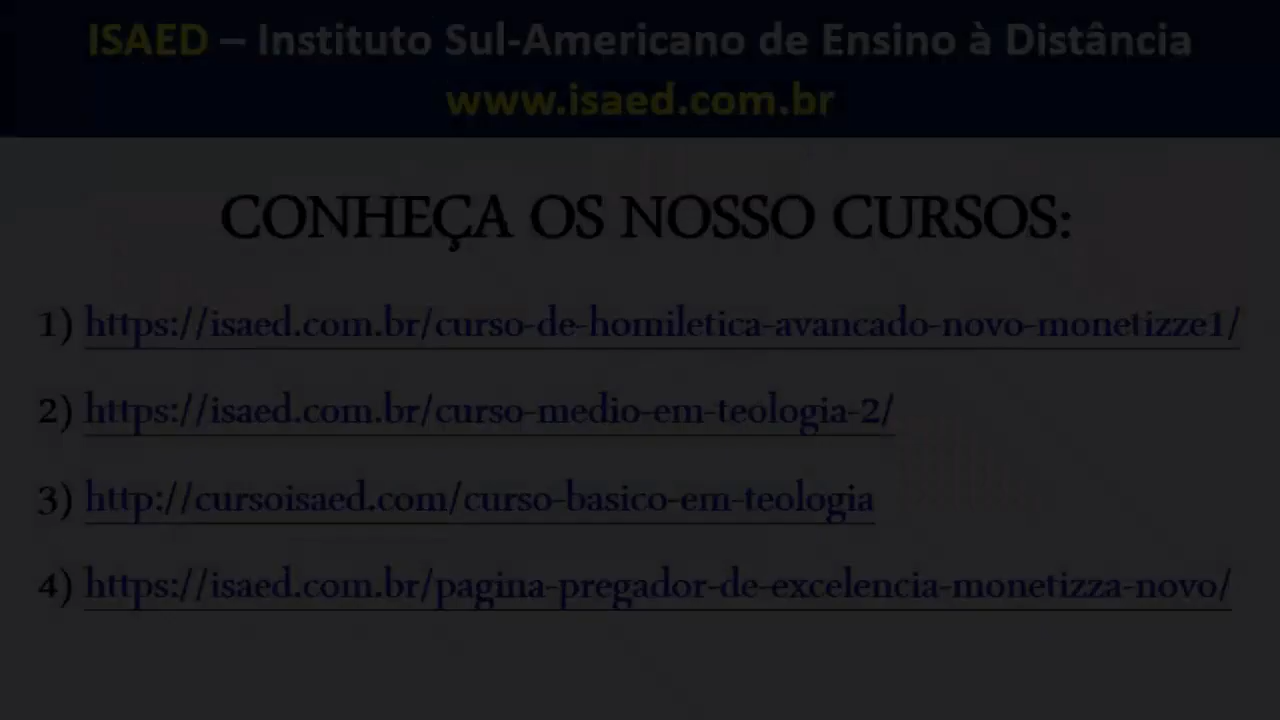 ISAED – Instituto Sul-Americano de Ensino à Distância
www.isaed.com.br
CONHEÇA OS NOSSO CURSOS:
1) https://isaed.com.br/curso-de-homiletica-avancado-novo-monetizze1/
2) https://isaed.com.br/curso-medio-em-teologia-2/
3) http://cursoisaed.com/curso-basico-em-teologia
4) https://isaed.com.br/pagina-pregador-de-excelencia-monetizza-novo/